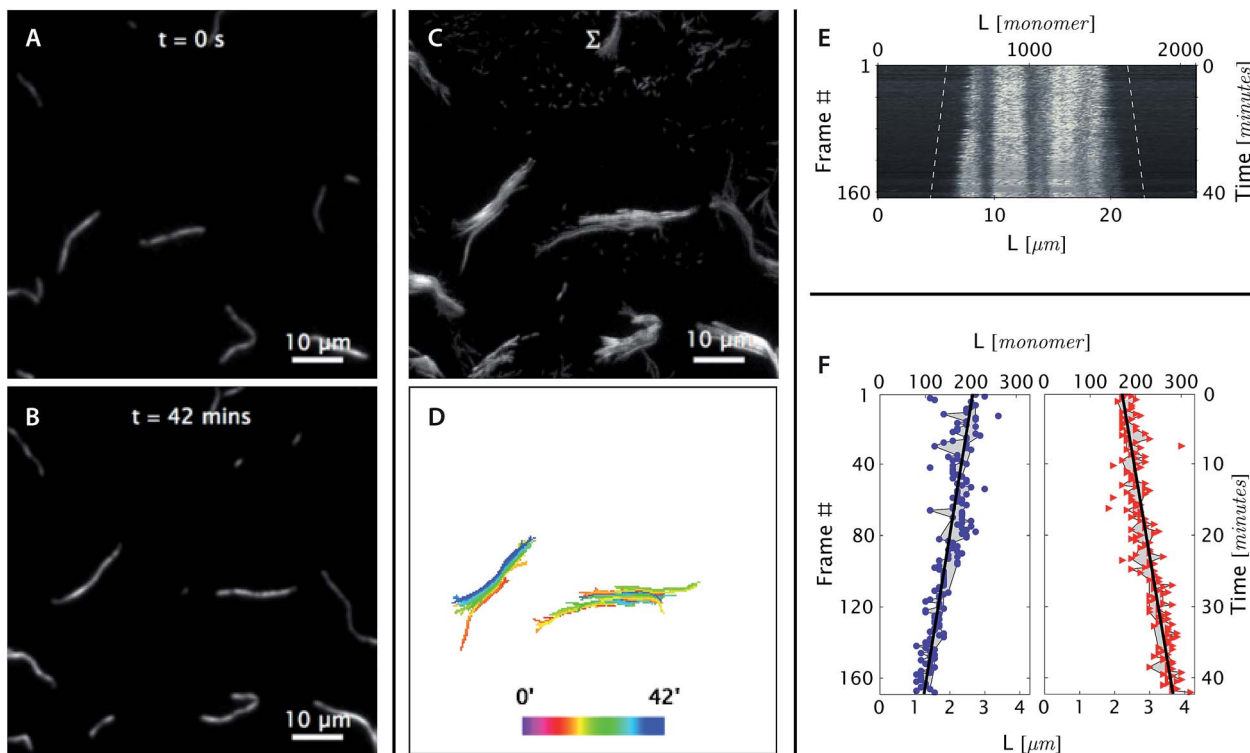 A
t = 0 s
10 μm
B
t = 42 mins
10 μm
C
Σ
10 μm
D
0' 42'
E
L [monomer]
0 1000 2000
1 0
Frame #
Time [minutes]
160 40
0 10 20
L [μm]
F
L [monomer]
0 100 200 300 0 100 200 300
1 0
40 10
80 20
120 30
160 40
Frame #
Time [minutes]
0 1 2 3 0 1 2 3 4
L [μm]